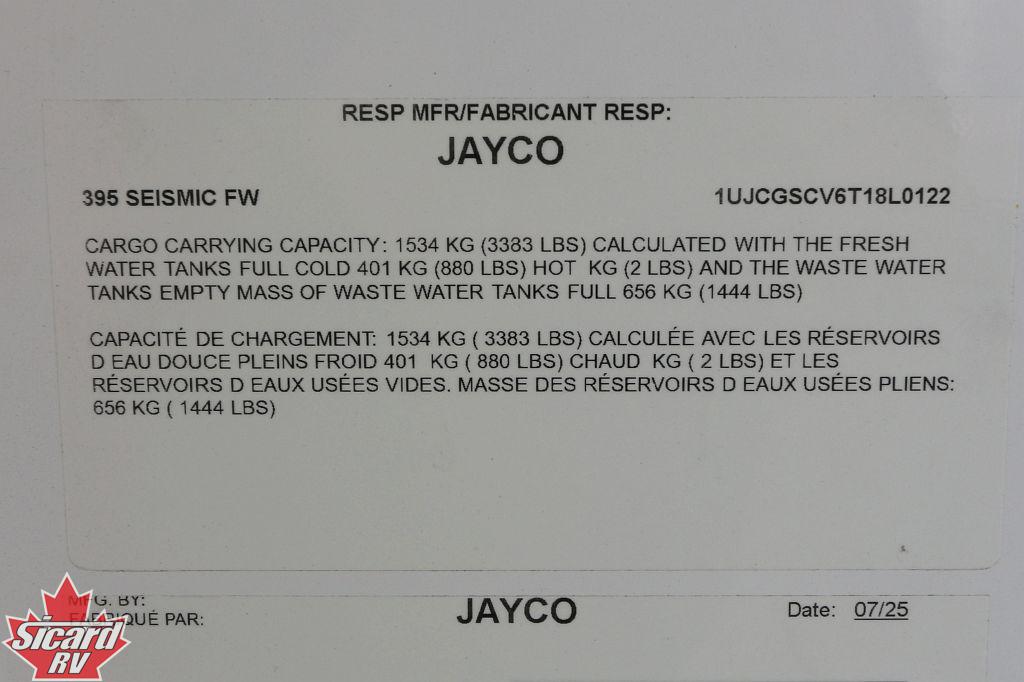 RESP MFR/FABRICANT RESP:
JAYCO
395 SEISMIC FW 1UJCGSCV6T18L0122
CARGO CARRYING CAPACITY: 1534 KG (3383 LBS) CALCULATED WITH THE FRESH
WATER TANKS FULL COLD 401 KG (880 LBS) HOT KG (2 LBS) AND THE WASTE WATER
TANKS EMPTY MASS OF WASTE WATER TANKS FULL 656 KG (1444 LBS)
CAPACITÉ DE CHARGEMENT: 1534 KG ( 3383 LBS) CALCULÉE AVEC LES RÉSERVOIRS
D EAU DOUCE PLEINS FROID 401 KG ( 880 LBS) CHAUD KG ( 2 LBS) ET LES
RÉSERVOIRS D EAUX USÉES VIDES. MASSE DES RÉSERVOIRS D EAUX USÉES PLIENS:
656 KG ( 1444 LBS)
MFG. BY:
FABRIQUÉ PAR: JAYCO Date: 07/25
Sicard
RV